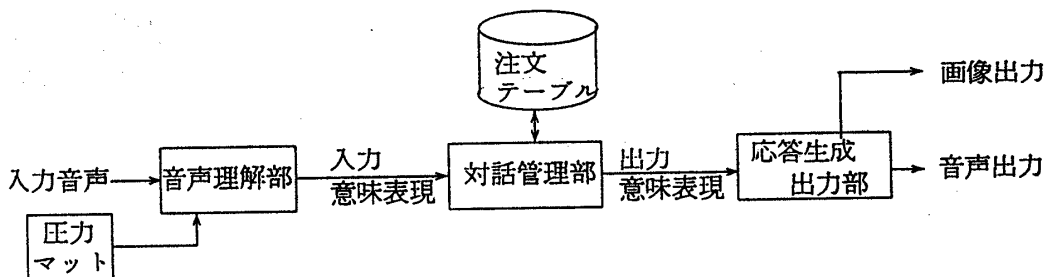 注文
テーブル
画像出力
入力音声
音声理解部
入力
意味表現
対話管理部
出力
意味表現
応答生成
出力部
音声出力
圧力
マット